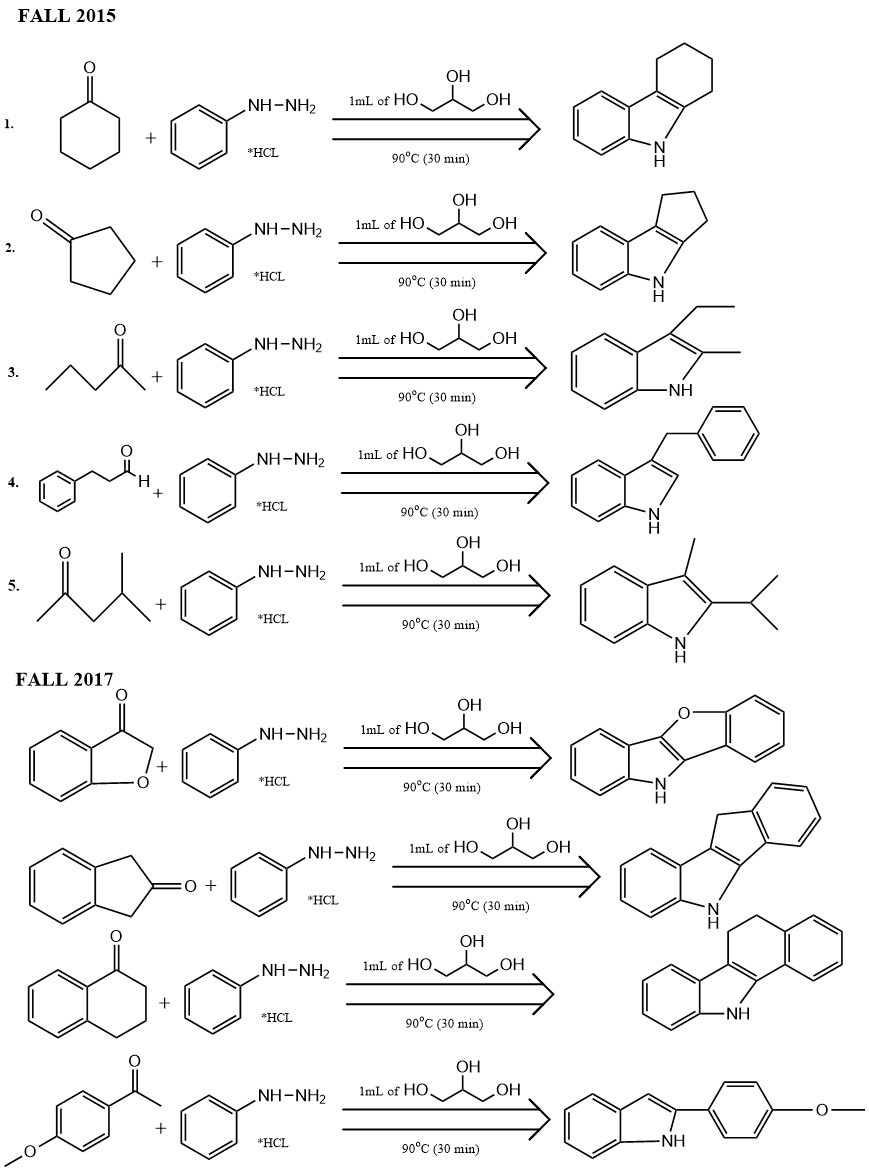 FALL 2015
O
OH
NH−NH₂
1mL of HO OH
1.
+
*HCL
90°C (30 min)
N
H
O
OH
NH−NH₂
1mL of HO OH
2.
+
*HCL
90°C (30 min)
N
H
O
OH
NH−NH₂
1mL of HO OH
3.
+
*HCL
90°C (30 min)
NH
O
H
OH
NH−NH₂
1mL of HO OH
4.
+
*HCL
90°C (30 min)
N
H
O
OH
NH−NH₂
1mL of HO OH
5.
+
*HCL
90°C (30 min)
N
H
FALL 2017
O
O
OH
NH−NH₂
1mL of HO OH
+
*HCL
90°C (30 min)
O
N
H
O
+
OH
NH−NH₂
1mL of HO OH
*HCL
90°C (30 min)
N
H
O
OH
NH−NH₂
1mL of HO OH
+
*HCL
90°C (30 min)
NH
O
O
OH
NH−NH₂
1mL of HO OH
+
*HCL
90°C (30 min)
NH
O